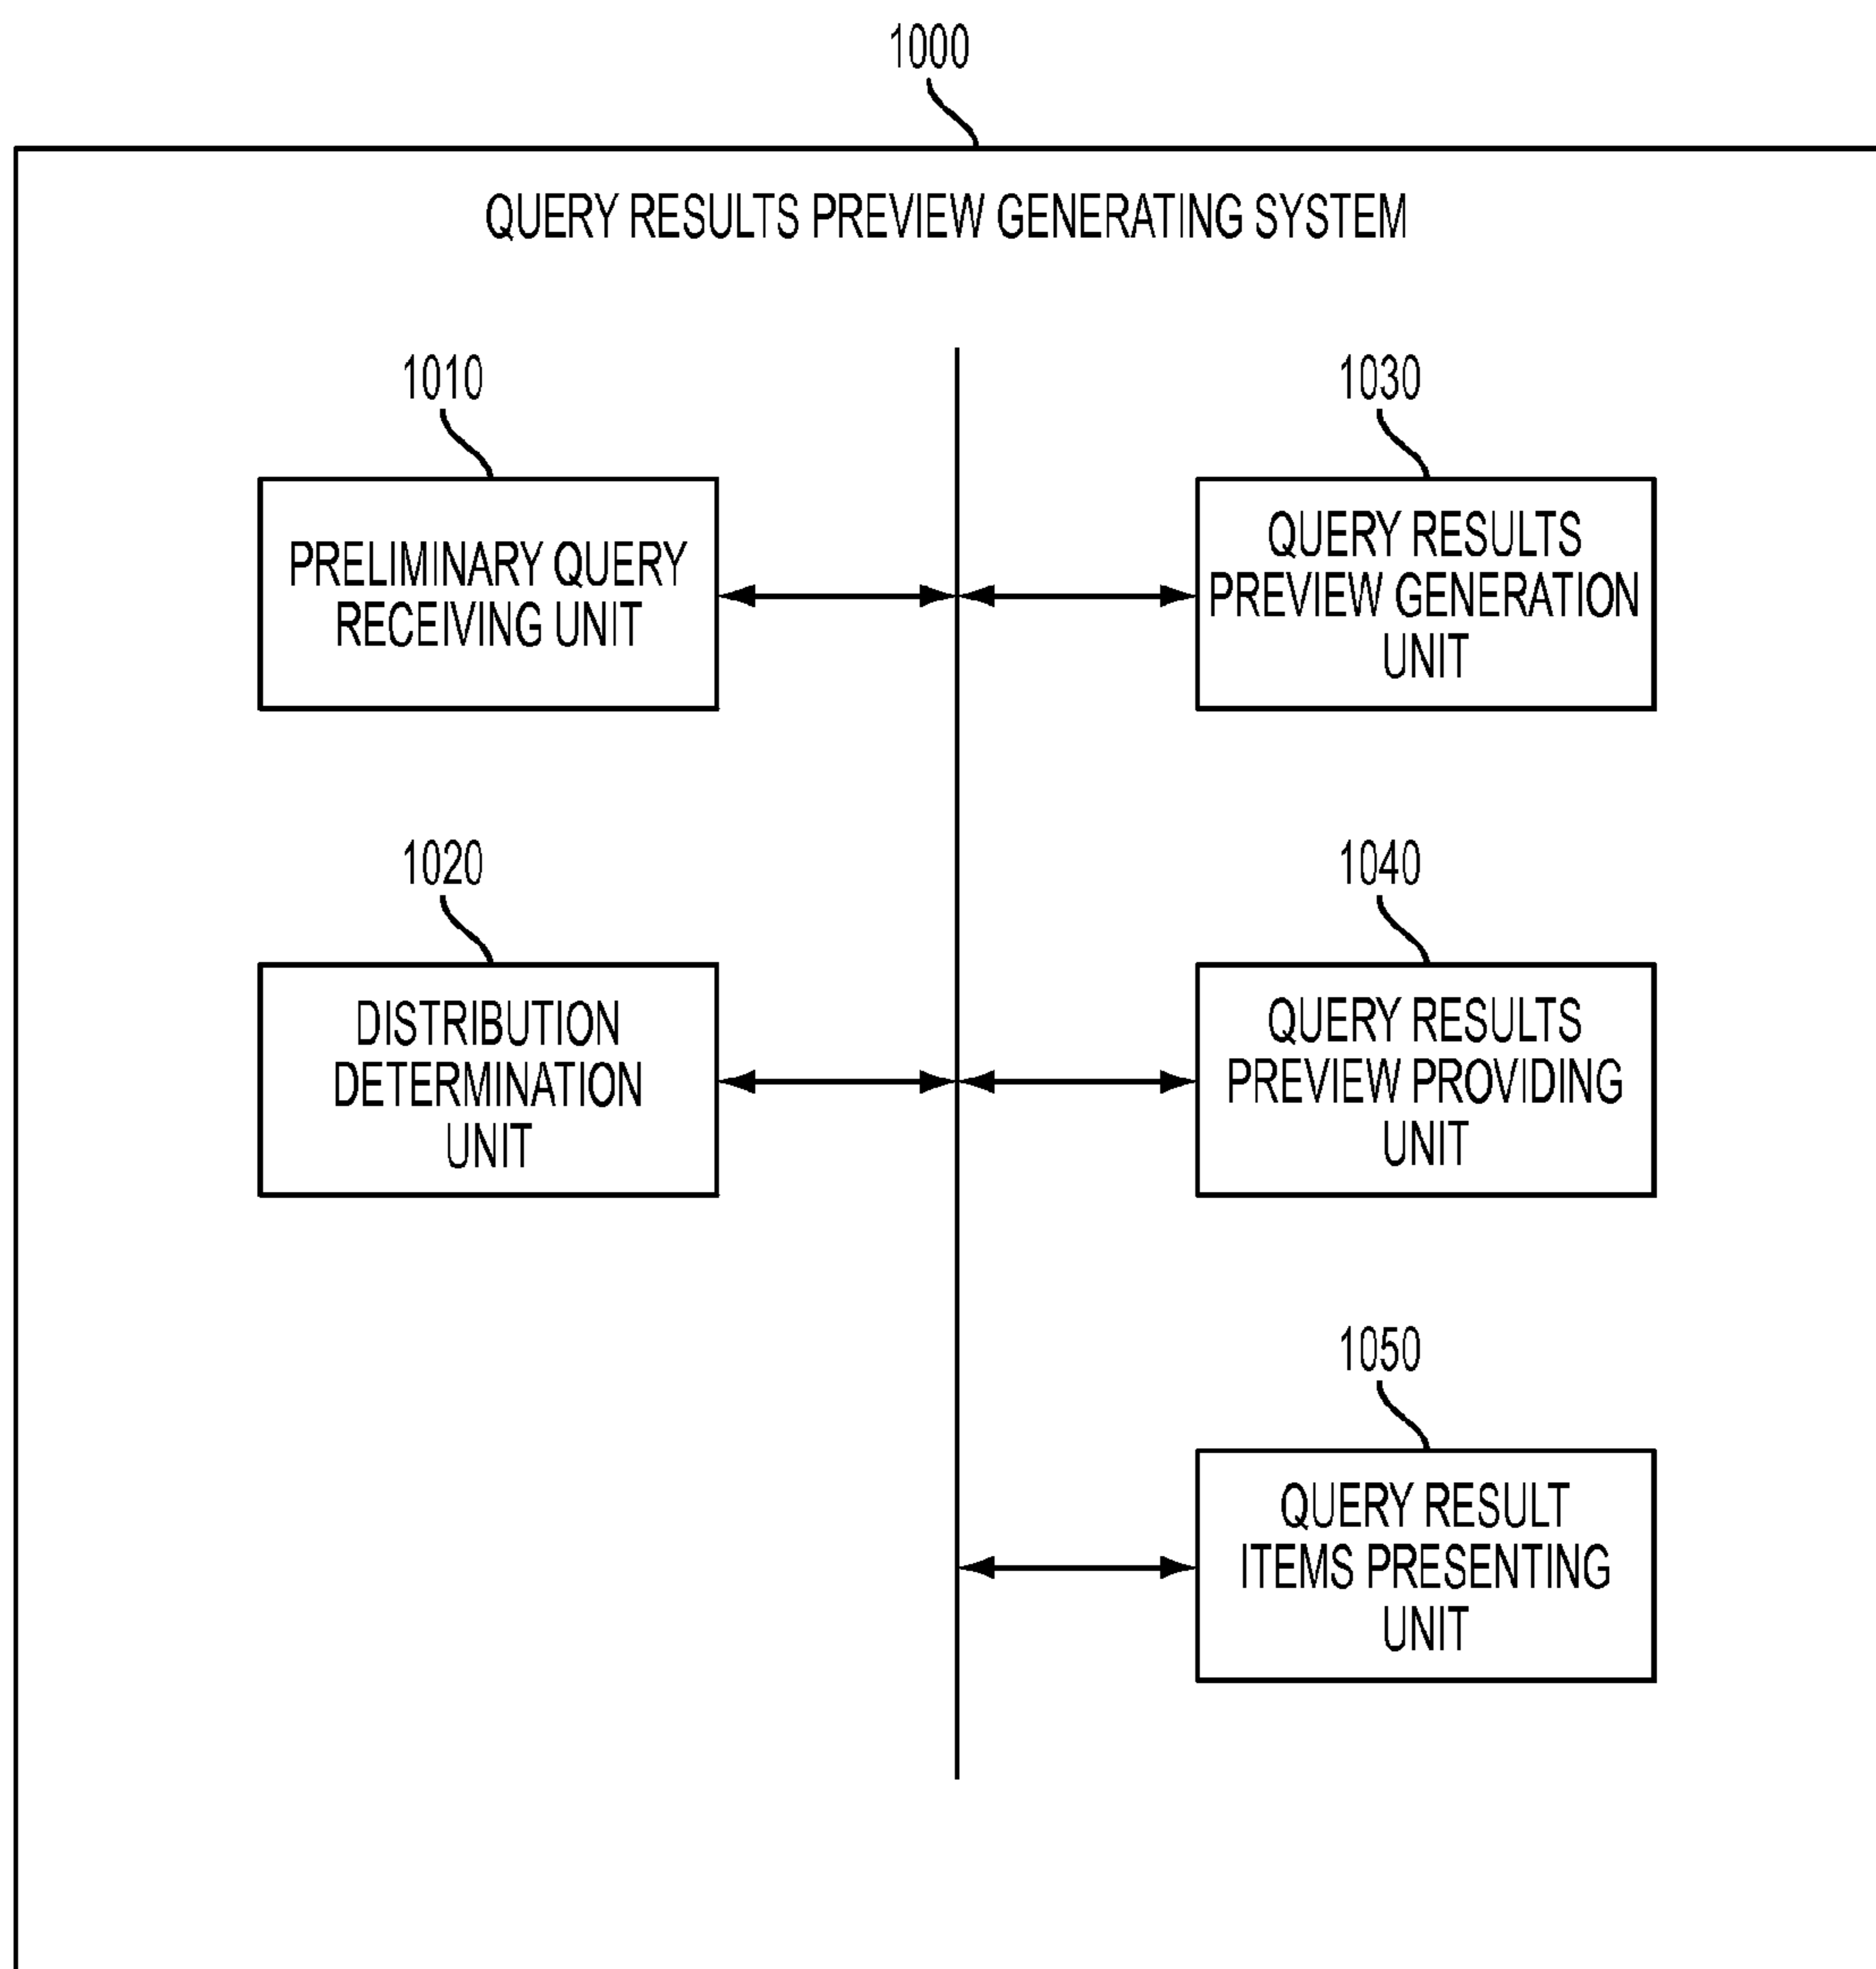 1000
QUERY RESULTS PREVIEW GENERATING SYSTEM
1010
PRELIMINARY QUERY
RECEIVING UNIT
1030
QUERY RESULTS
PREVIEW GENERATION
UNIT
1020
DISTRIBUTION
DETERMINATION
UNIT
1040
QUERY RESULTS
PREVIEW PROVIDING
UNIT
1050
QUERY RESULT
ITEMS PRESENTING
UNIT